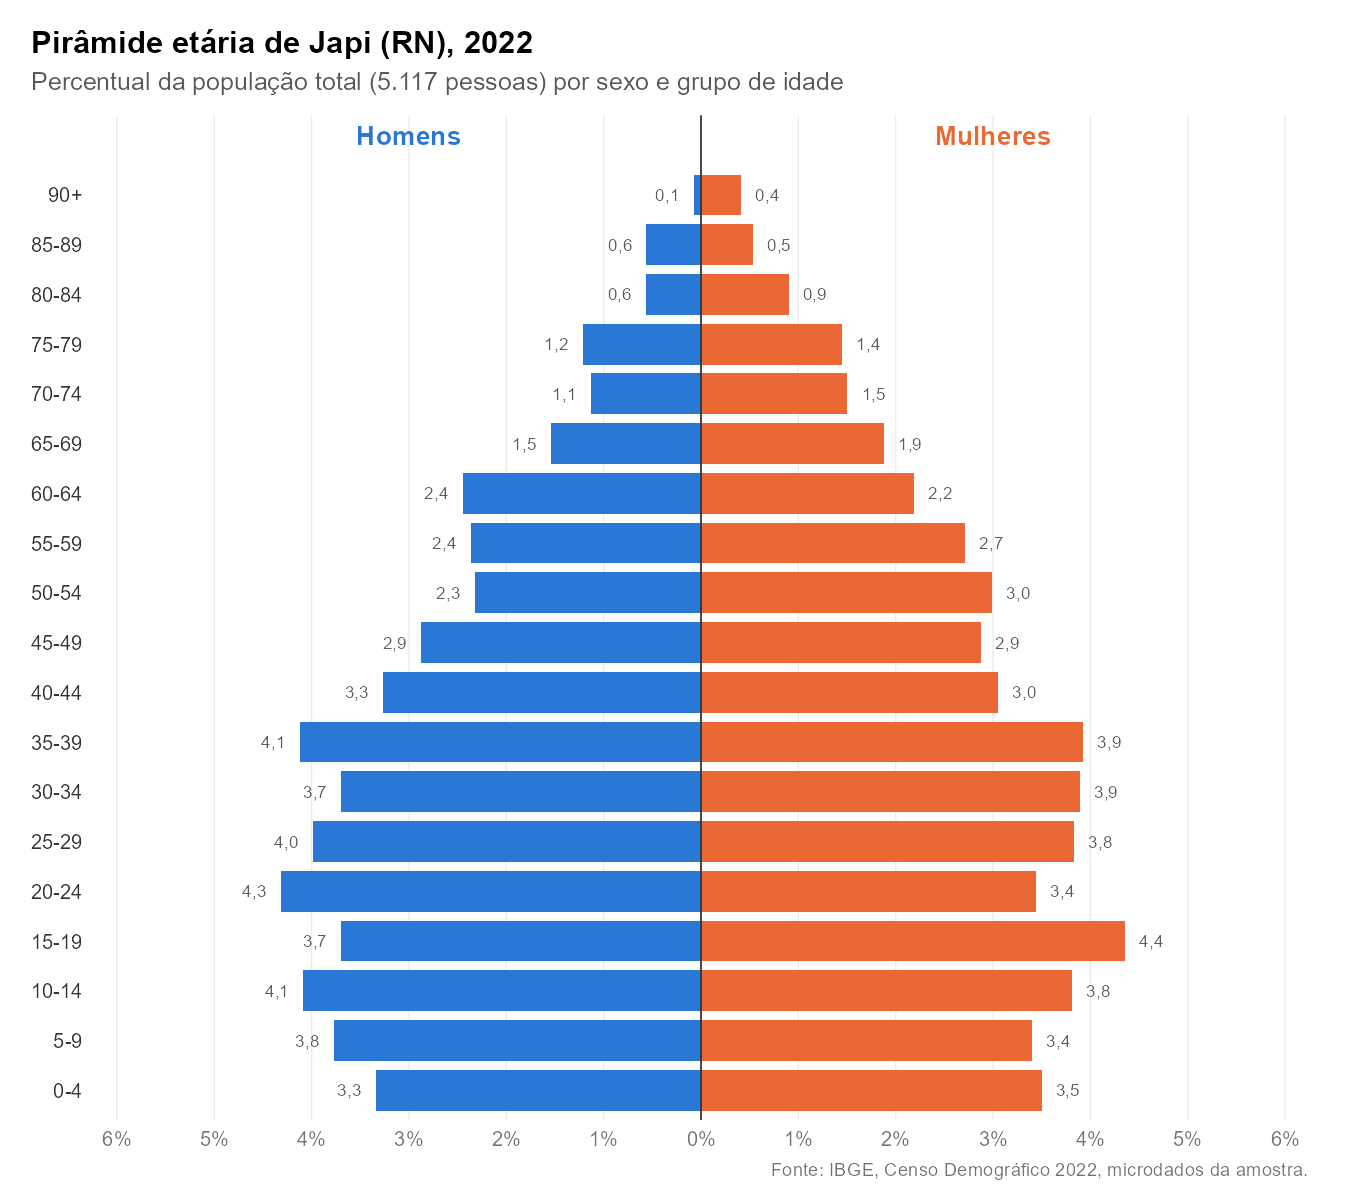 Pirâmide etária de Japi (RN), 2022
Percentual da população total (5.117 pessoas) por sexo e grupo de idade
Homens Mulheres
90+ 0,1 0,4
85-89 0,6 0,5
80-84 0,6 0,9
75-79 1,2 1,4
70-74 1,1 1,5
65-69 1,5 1,9
60-64 2,4 2,2
55-59 2,4 2,7
50-54 2,3 3,0
45-49 2,9 2,9
40-44 3,3 3,0
35-39 4,1 3,9
30-34 3,7 3,9
25-29 4,0 3,8
20-24 4,3 3,4
15-19 3,7 4,4
10-14 4,1 3,8
5-9 3,8 3,4
0-4 3,3 3,5
6% 5% 4% 3% 2% 1% 0% 1% 2% 3% 4% 5% 6%
Fonte: IBGE, Censo Demográfico 2022, microdados da amostra.